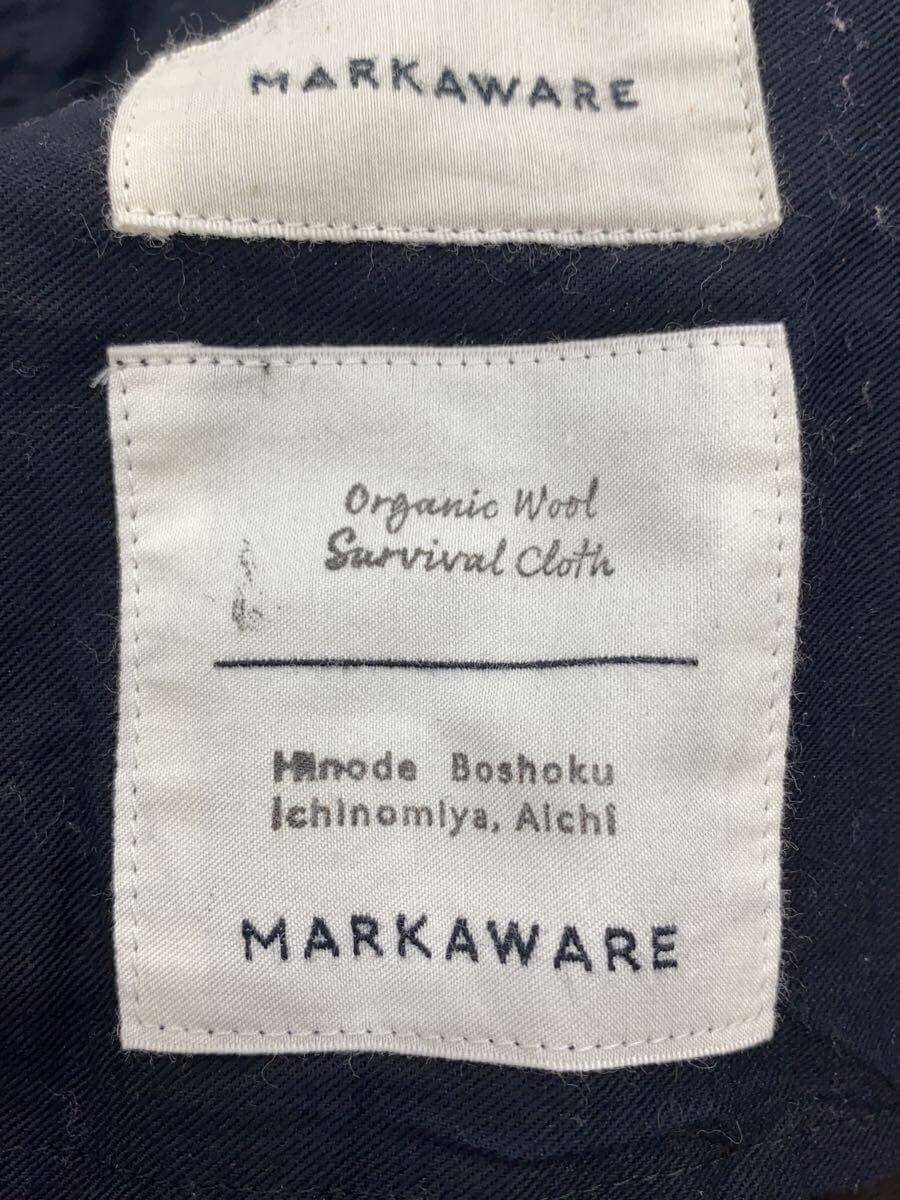 MARKAWARE
Organic Wool
Survival Cloth
Hinode Boshoku
Ichinomiya, Aichi
MARKAWARE